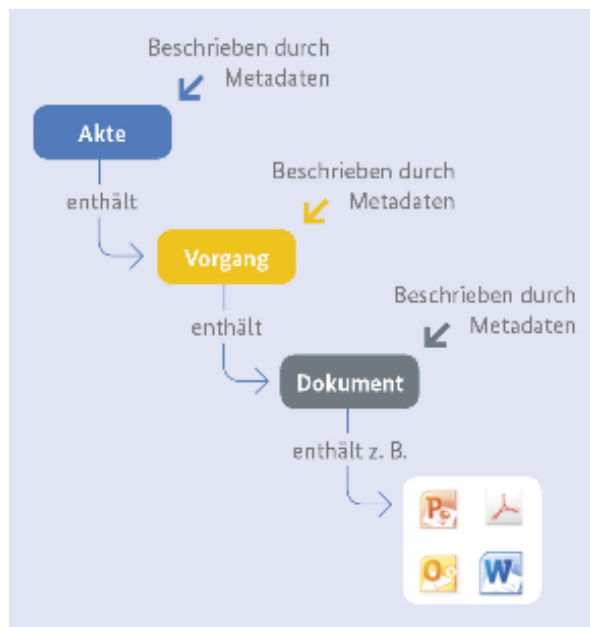 Beschrieben durch
Metadaten
Akte
enthält
Beschrieben durch
Metadaten
Vorgang
enthält
Beschrieben durch
Metadaten
Dokument
enthält z. B.
P
O
W